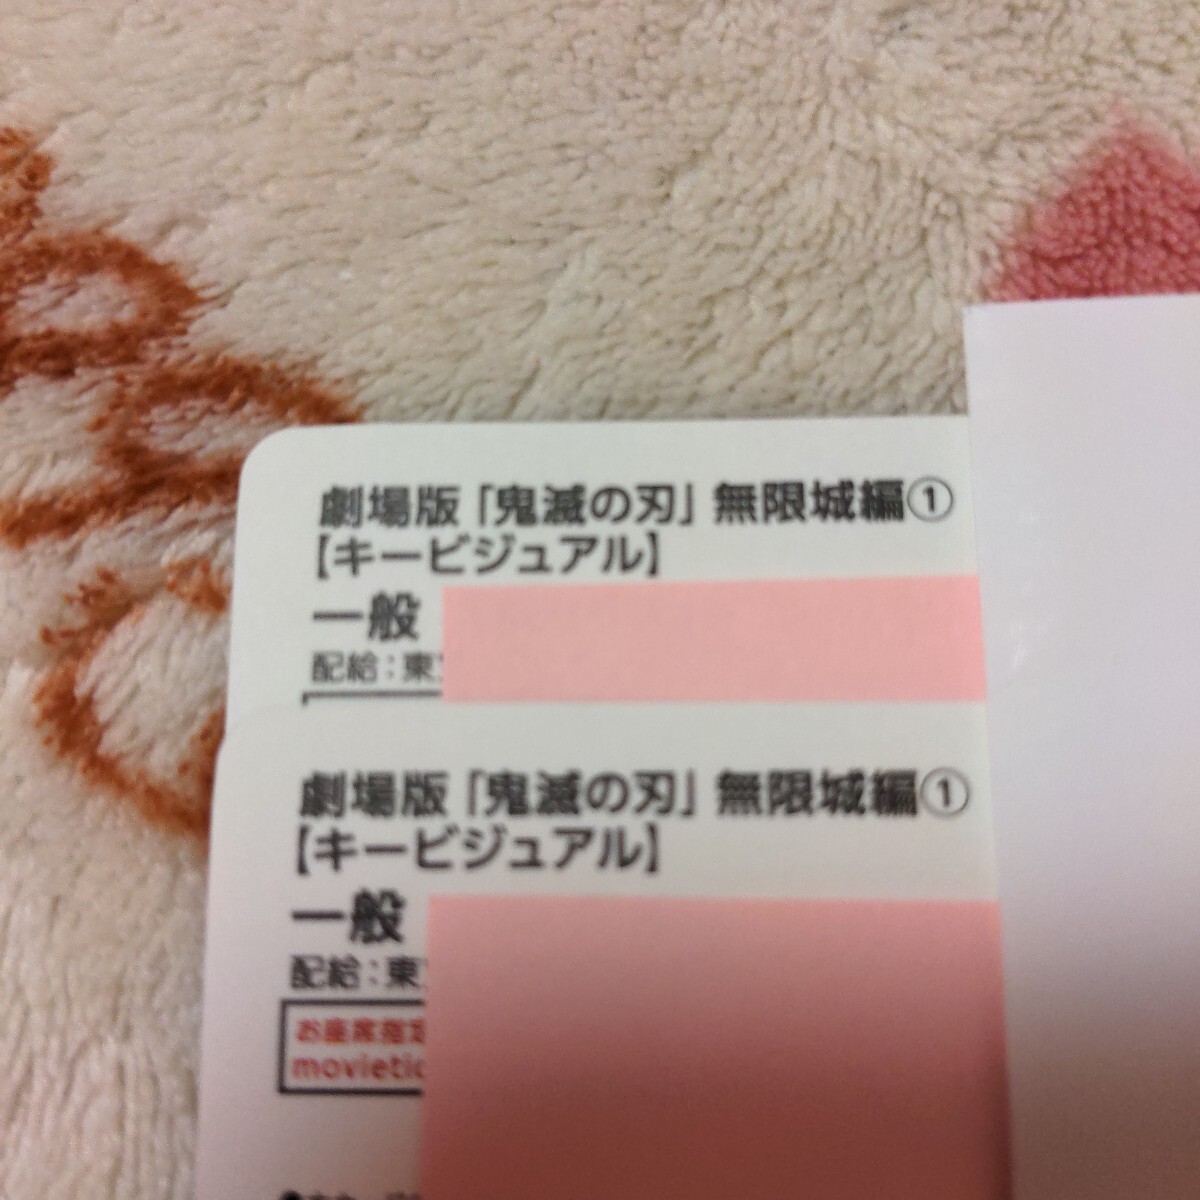 劇場版「鬼滅の刃」無限城編①
【キービジュアル】
一般
配給：東
劇場版「鬼滅の刃」無限城編①
【キービジュアル】
一般
配給：東
お座席指定
movietic